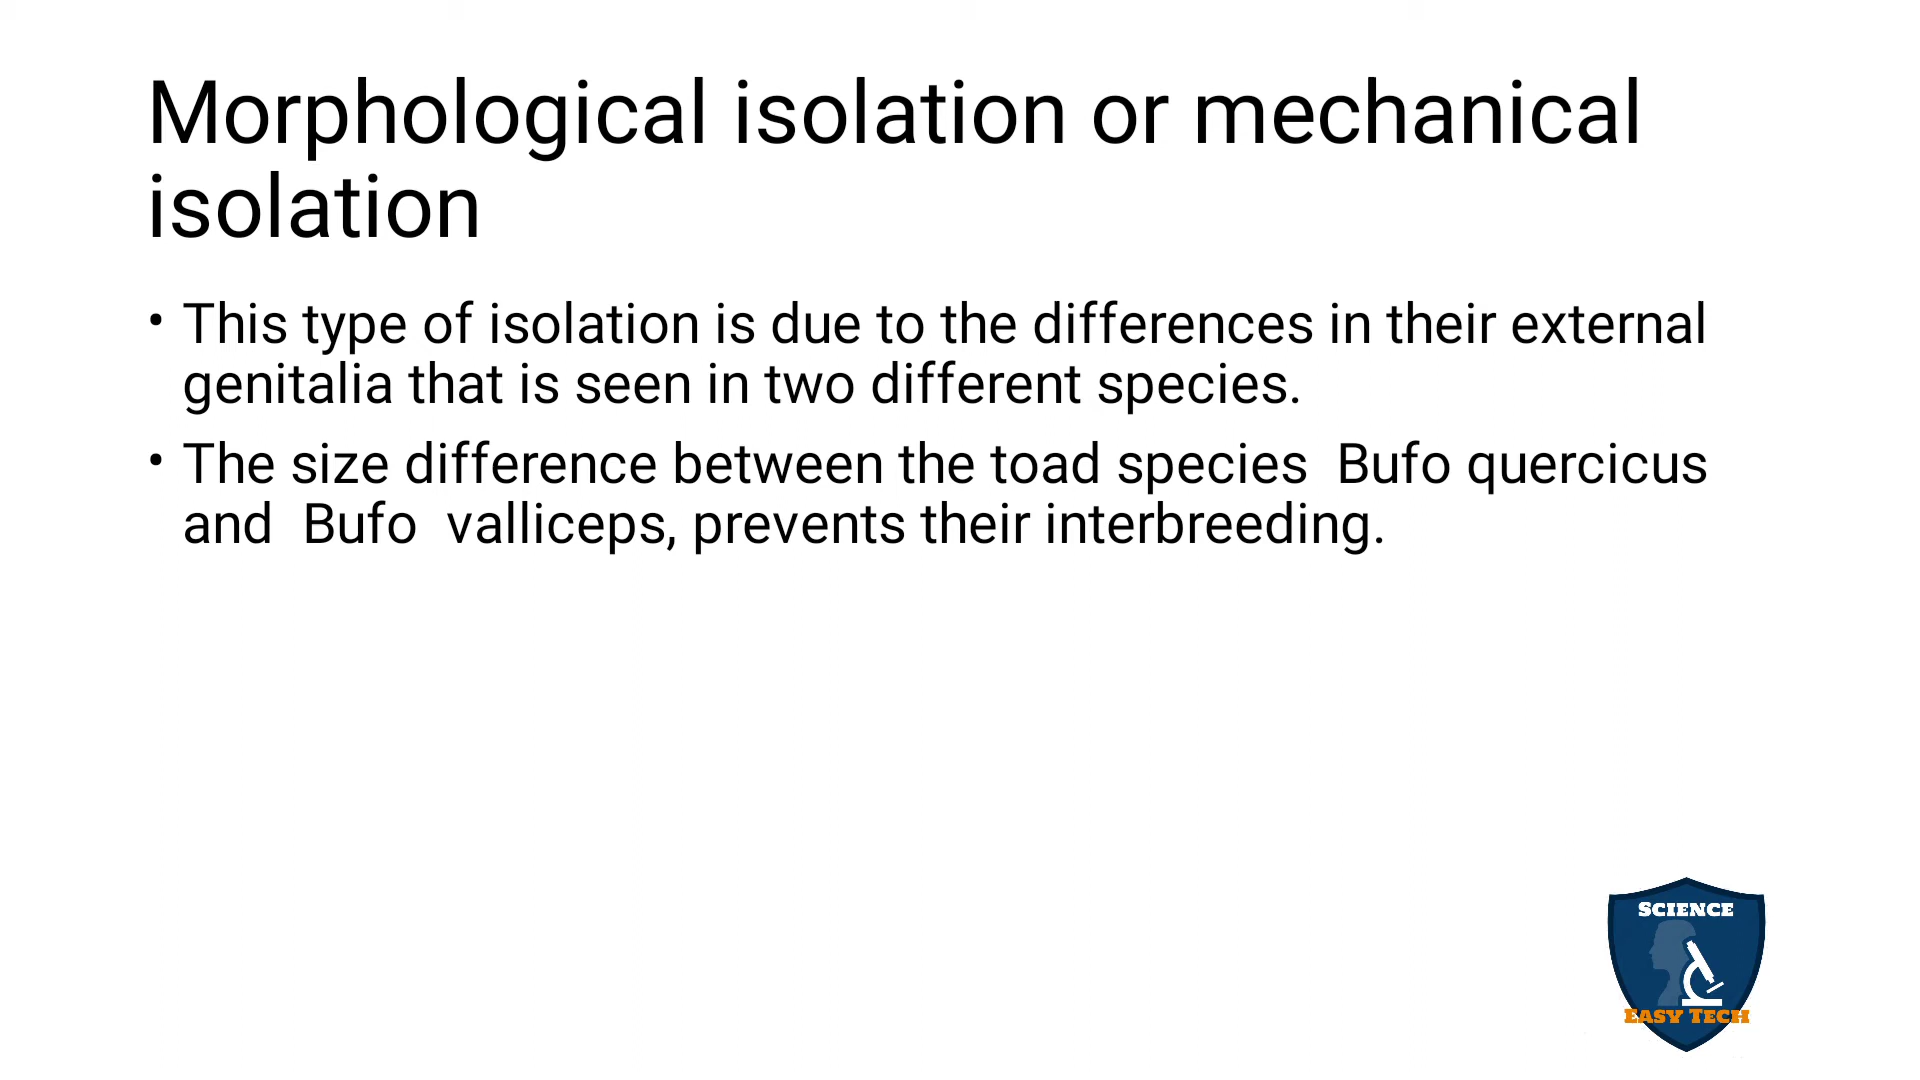 Morphological isolation or mechanical
isolation
• This type of isolation is due to the differences in their external
genitalia that is seen in two different species.
• The size difference between the toad species  Bufo quercicus
and  Bufo  valliceps, prevents their interbreeding.
SCIENCE
EASY TECH